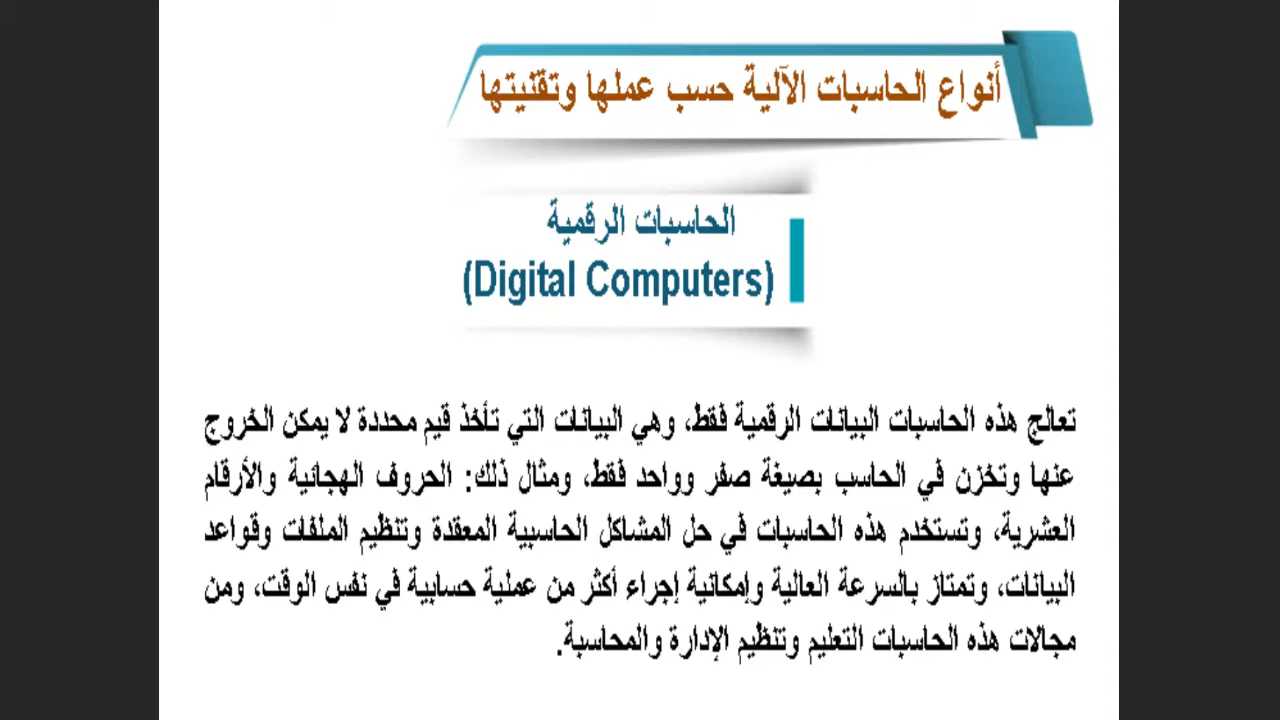 أنواع الحاسبات الآلية حسب عملها وتقنيتها
الحاسبات الرقمية
(Digital Computers)
تعالج هذه الحاسبات البيانات الرقمية فقط، وهي البيانات التي تأخذ قيم محددة لا يمكن الخروج
عنها وتخزن في الحاسب بصيغة صفر وواحد فقط، ومثال ذلك: الحروف الهجائية والأرقام
العشرية، وتستخدم هذه الحاسبات في حل المشاكل الحاسبية المعقدة وتنظيم الملفات وقواعد
البيانات، وتمتاز بالسرعة العالية وإمكانية إجراء أكثر من عملية حسابية في نفس الوقت، ومن
مجالات هذه الحاسبات التعليم وتنظيم الإدارة والمحاسبة.